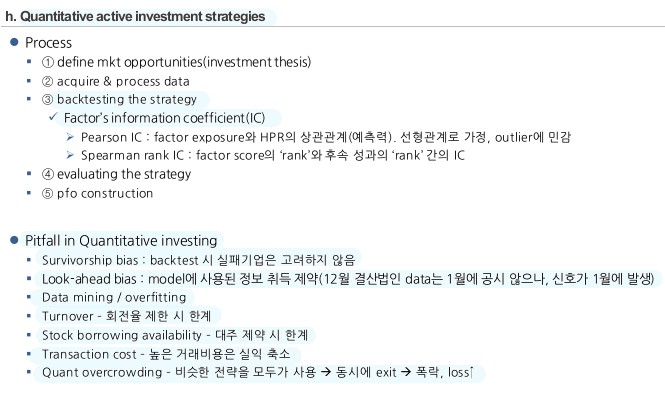 h. Quantitative active investment strategies
● Process
▪ ① define mkt opportunities(investment thesis)
▪ ② acquire & process data
▪ ③ backtesting the strategy
✓ Factor's information coefficient(IC)
➢ Pearson IC : factor exposure와 HPR의 상관관계(예측력). 선형관계로 가정, outlier에 민감
➢ Spearman rank IC : factor score의 ‘rank’와 후속 성과의 ‘rank’ 간의 IC
▪ ④ evaluating the strategy
▪ ⑤ pfo construction
● Pitfall in Quantitative investing
▪ Survivorship bias : backtest 시 실패기업은 고려하지 않음
▪ Look-ahead bias : model에 사용된 정보 취득 제약(12월 결산법인 data는 1월에 공시 않으나, 신호가 1월에 발생)
▪ Data mining / overfitting
▪ Turnover - 회전율 제한 시 한계
▪ Stock borrowing availability - 대주 제약 시 한계
▪ Transaction cost - 높은 거래비용은 실익 축소
▪ Quant overcrowding - 비슷한 전략을 모두가 사용 → 동시에 exit → 폭락, loss↑